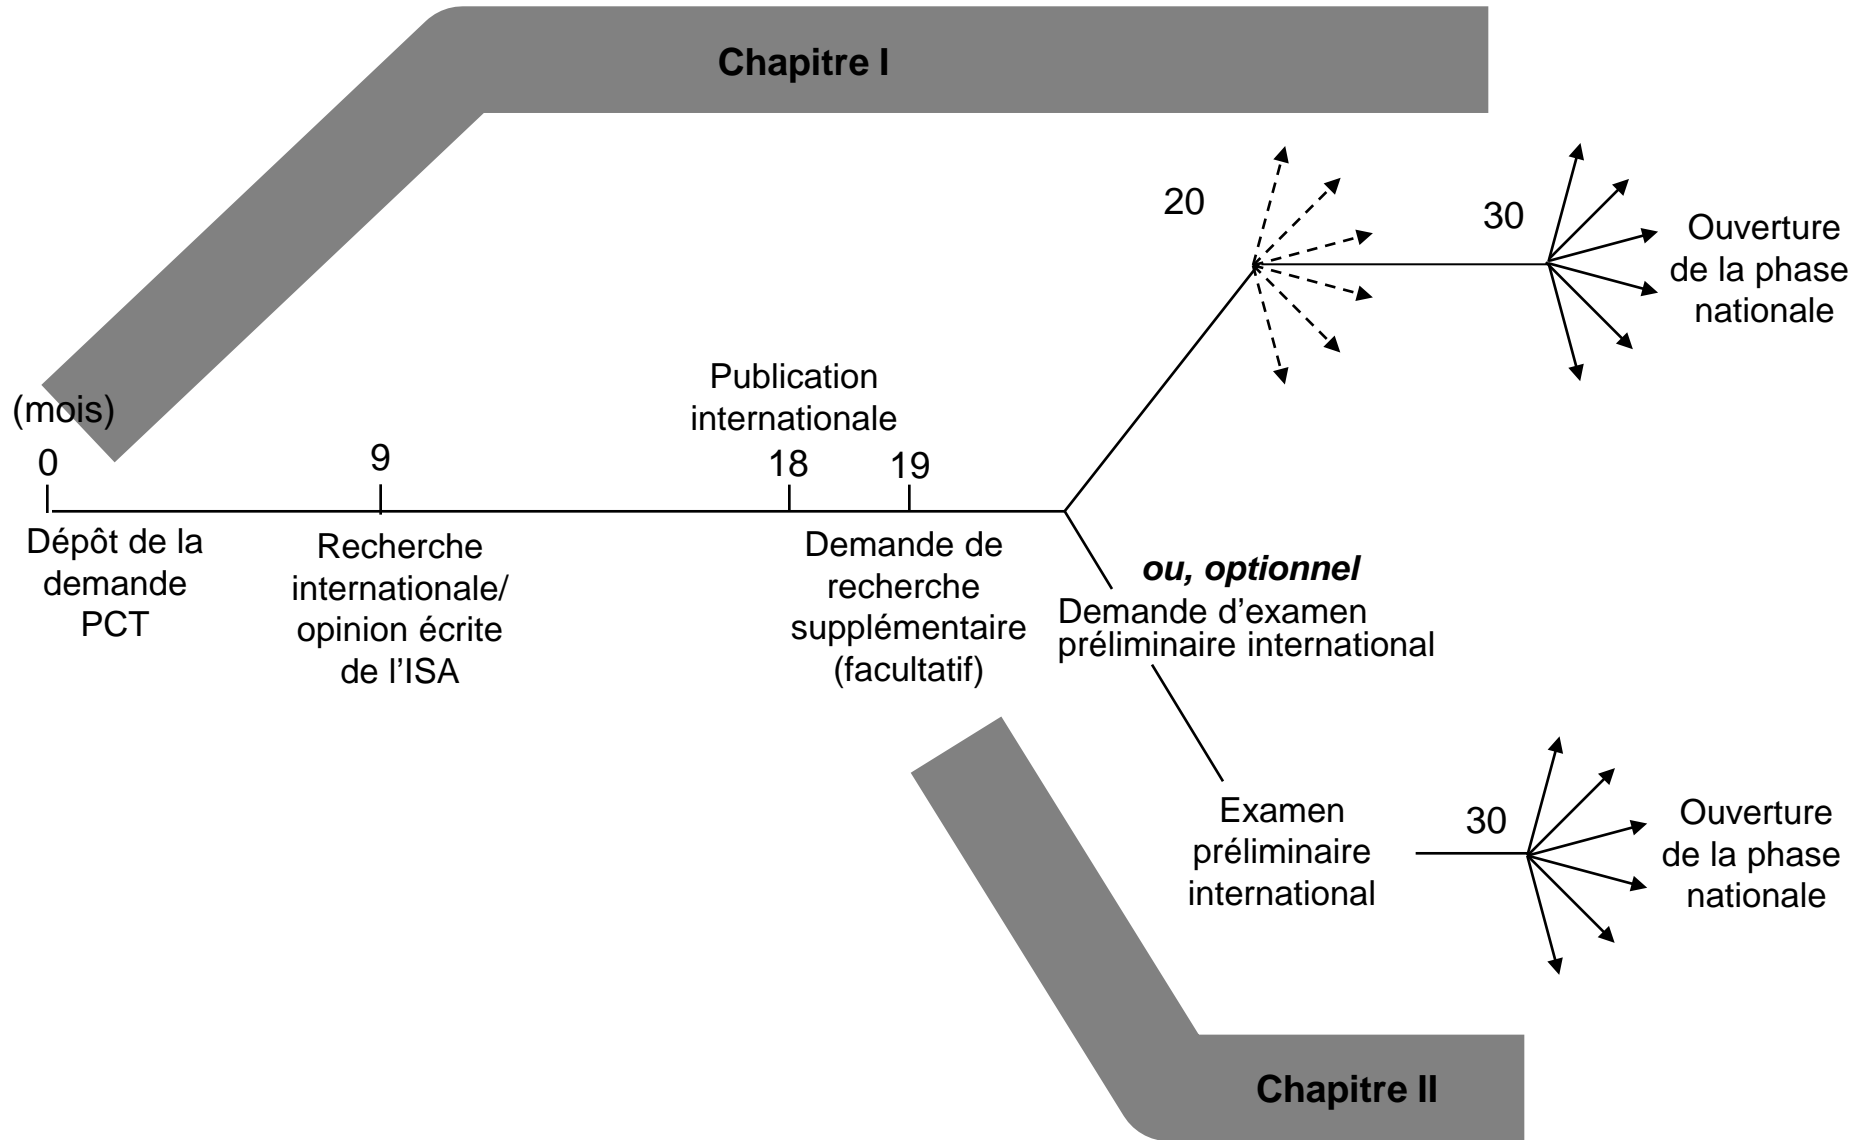 Chapitre I
20
30
Ouverture
de la phase
nationale
Publication
internationale
(mois)
0
9
18
19
Dépôt de la
demande
PCT
Recherche
internationale/
opinion écrite
de l’ISA
Demande de
recherche
supplémentaire
(facultatif)
ou, optionnel
Demande d’examen
préliminaire international
Examen
préliminaire
international
30
Ouverture
de la phase
nationale
Chapitre II